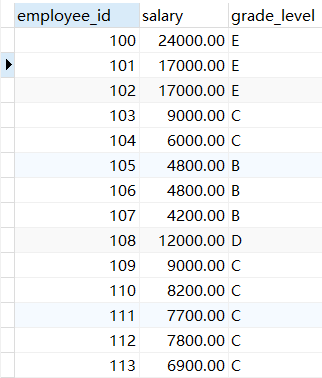 employee_id salary grade_level
100 24000.00 E
101 17000.00 E
102 17000.00 E
103 9000.00 C
104 6000.00 C
105 4800.00 B
106 4800.00 B
107 4200.00 B
108 12000.00 D
109 9000.00 C
110 8200.00 C
111 7700.00 C
112 7800.00 C
113 6900.00 C